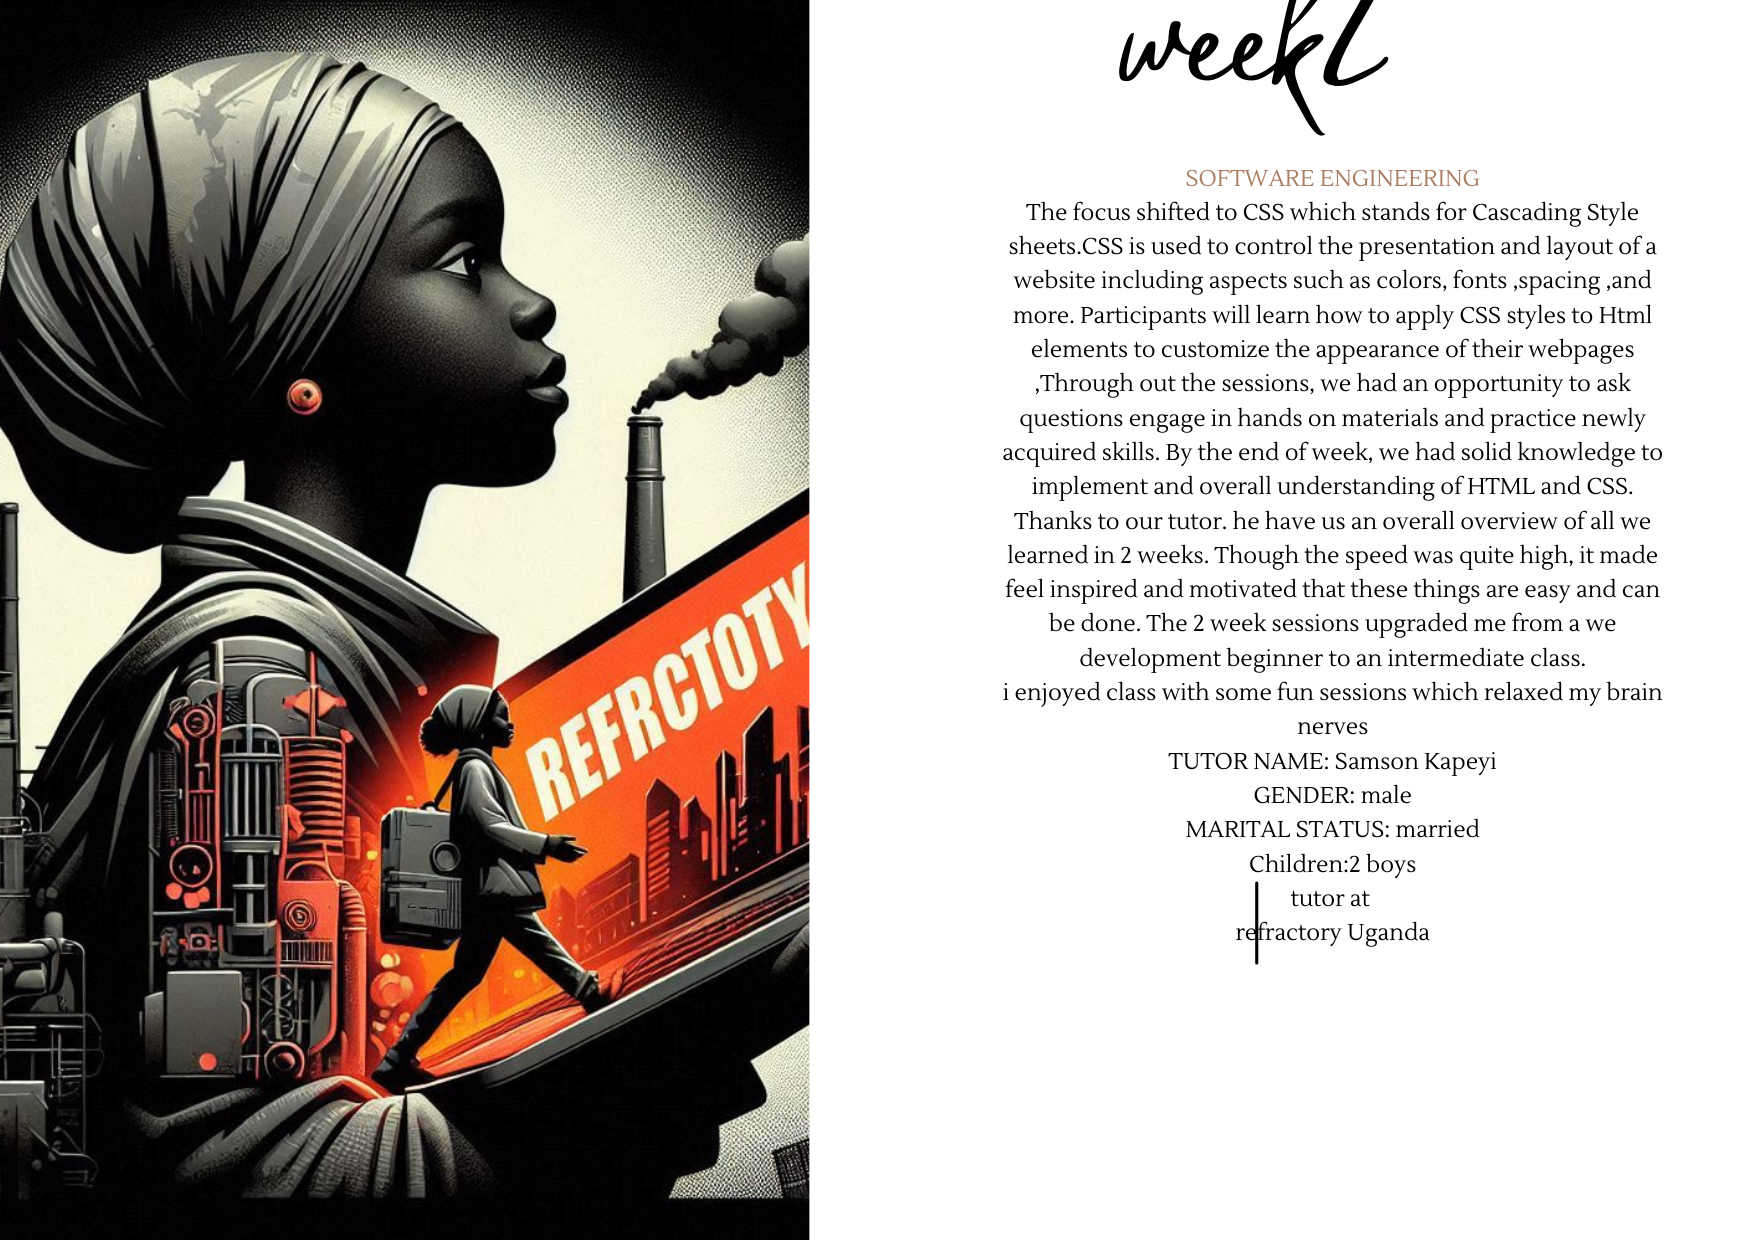 REFRCTOTY
weekL
SOFTWARE ENGINEERING
The focus shifted to CSS which stands for Cascading Style
sheets.CSS is used to control the presentation and layout of a
website including aspects such as colors, fonts ,spacing ,and
more. Participants will learn how to apply CSS styles to Html
elements to customize the appearance of their webpages
,Through out the sessions, we had an opportunity to ask
questions engage in hands on materials and practice newly
acquired skills. By the end of week, we had solid knowledge to
implement and overall understanding of HTML and CSS.
Thanks to our tutor. he have us an overall overview of all we
learned in 2 weeks. Though the speed was quite high, it made
feel inspired and motivated that these things are easy and can
be done. The 2 week sessions upgraded me from a we
development beginner to an intermediate class.
i enjoyed class with some fun sessions which relaxed my brain
nerves
TUTOR NAME: Samson Kapeyi
GENDER: male
MARITAL STATUS: married
Children:2 boys
tutor at
refractory Uganda